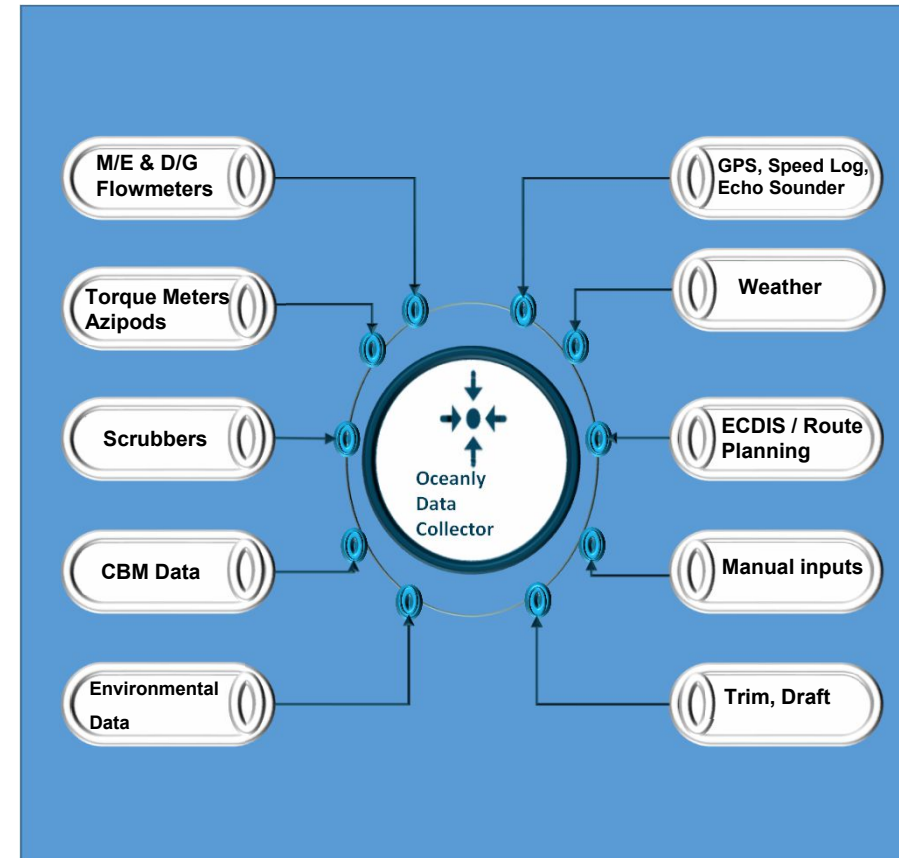 M/E & D/G
Flowmeters
Torque Meters
Azipods
Scrubbers
CBM Data
Environmental
Data
Oceanly
Data
Collector
GPS, Speed Log,
Echo Sounder
Weather
ECDIS / Route
Planning
Manual inputs
Trim, Draft